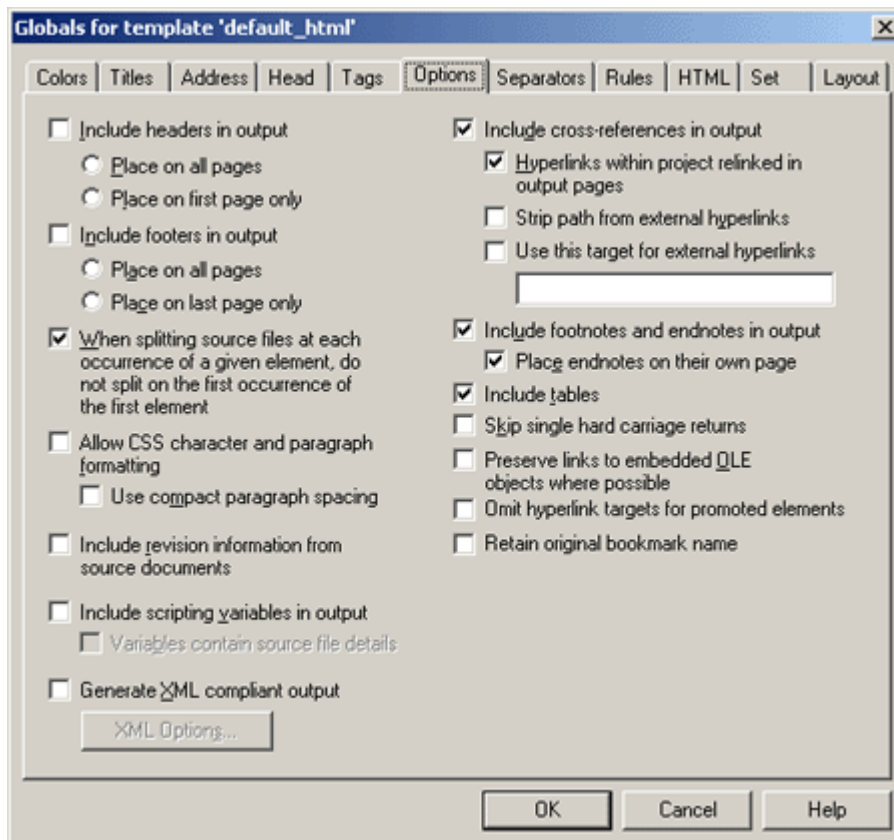 Globals for template 'default_html'
Colors
Titles
Address
Head
Tags
Options
Separators
Rules
HTML
Set
Layout
Include headers in output
Place on all pages
Place on first page only
Include footers in output
Place on all pages
Place on last page only
When splitting source files at each
occurrence of a given element, do
not split on the first occurrence of
the first element
Allow CSS character and paragraph
formatting
Use compact paragraph spacing
Include revision information from
source documents
Include scripting variables in output
Variables contain source file details
Generate XML compliant output
XML Options...
Include cross-references in output
Hyperlinks within project relinked in
output pages
Strip path from external hyperlinks
Use this target for external hyperlinks
Include footnotes and endnotes in output
Place endnotes on their own page
Include tables
Skip single hard carriage returns
Preserve links to embedded OLE
objects where possible
Omit hyperlink targets for promoted elements
Retain original bookmark name
OK
Cancel
Help